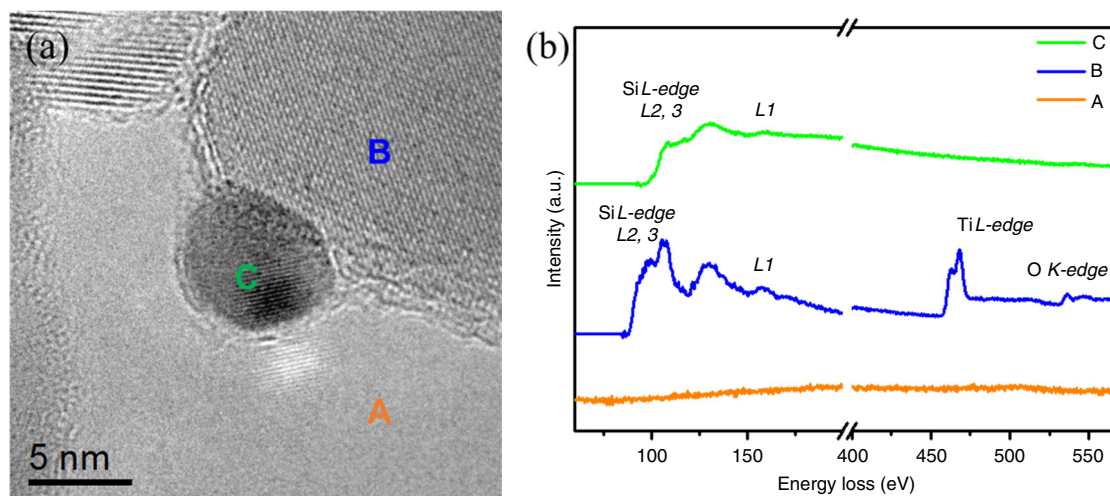 (a)
B
C
A
5 nm
(b)
C
B
A
Si L-edge
L2, 3
L1
Si L-edge
L2, 3
L1
Ti L-edge
O K-edge
Intensity (a.u.)
100
150
400
450
500
550
Energy loss (eV)